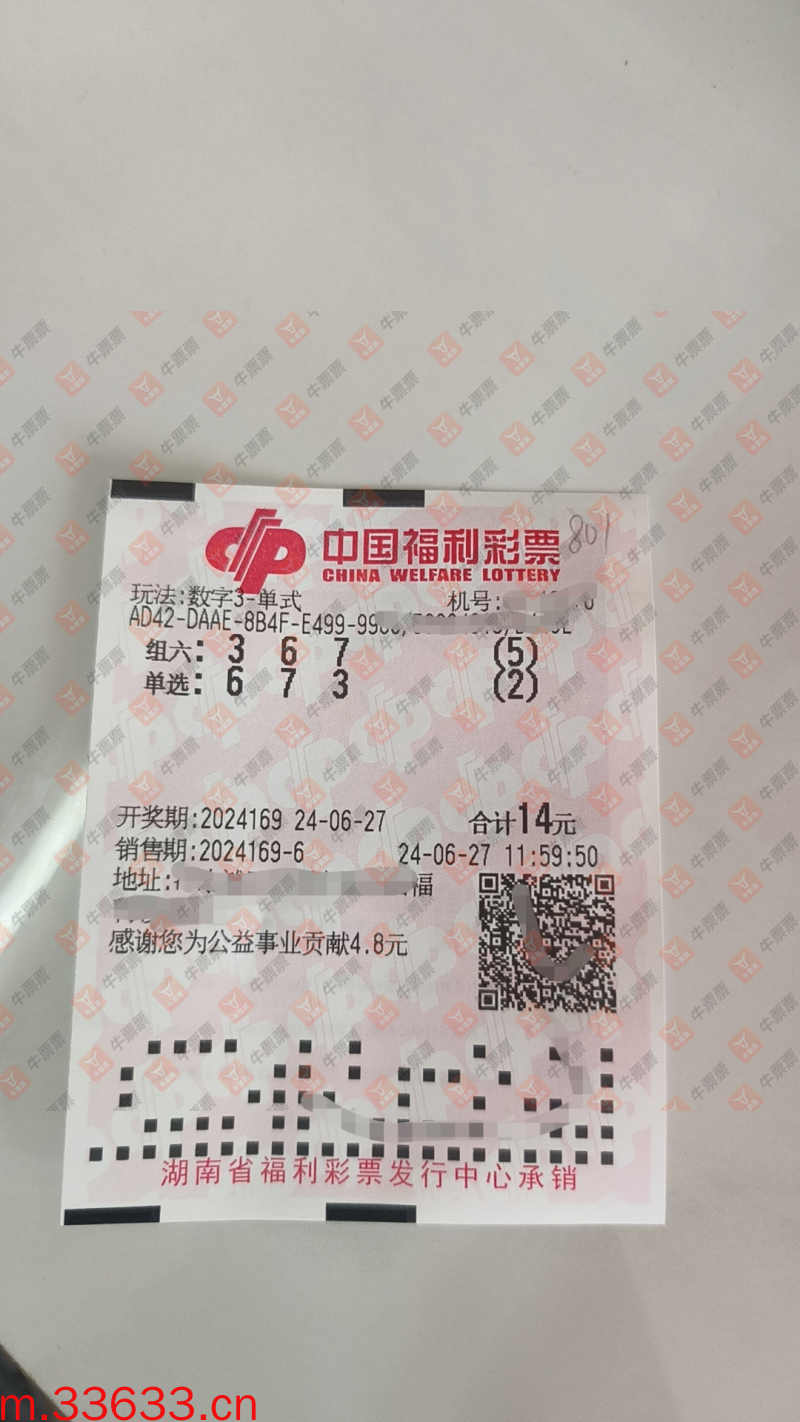 中国福利彩票
801
CHINA WELFARE LOTTERY
玩法:数字3-单式 机号:
AD42-DAAE-8B4F-E499
组六: 3 6 7 (5)
单选: 6 7 3 (2)
开奖期:2024169 24-06-27 合计14元
销售期:2024169-6 24-06-27 11:59:50
地址: 福
感谢您为公益事业贡献4.8元
湖南省福利彩票发行中心承销
牛票票
m.33633.cn